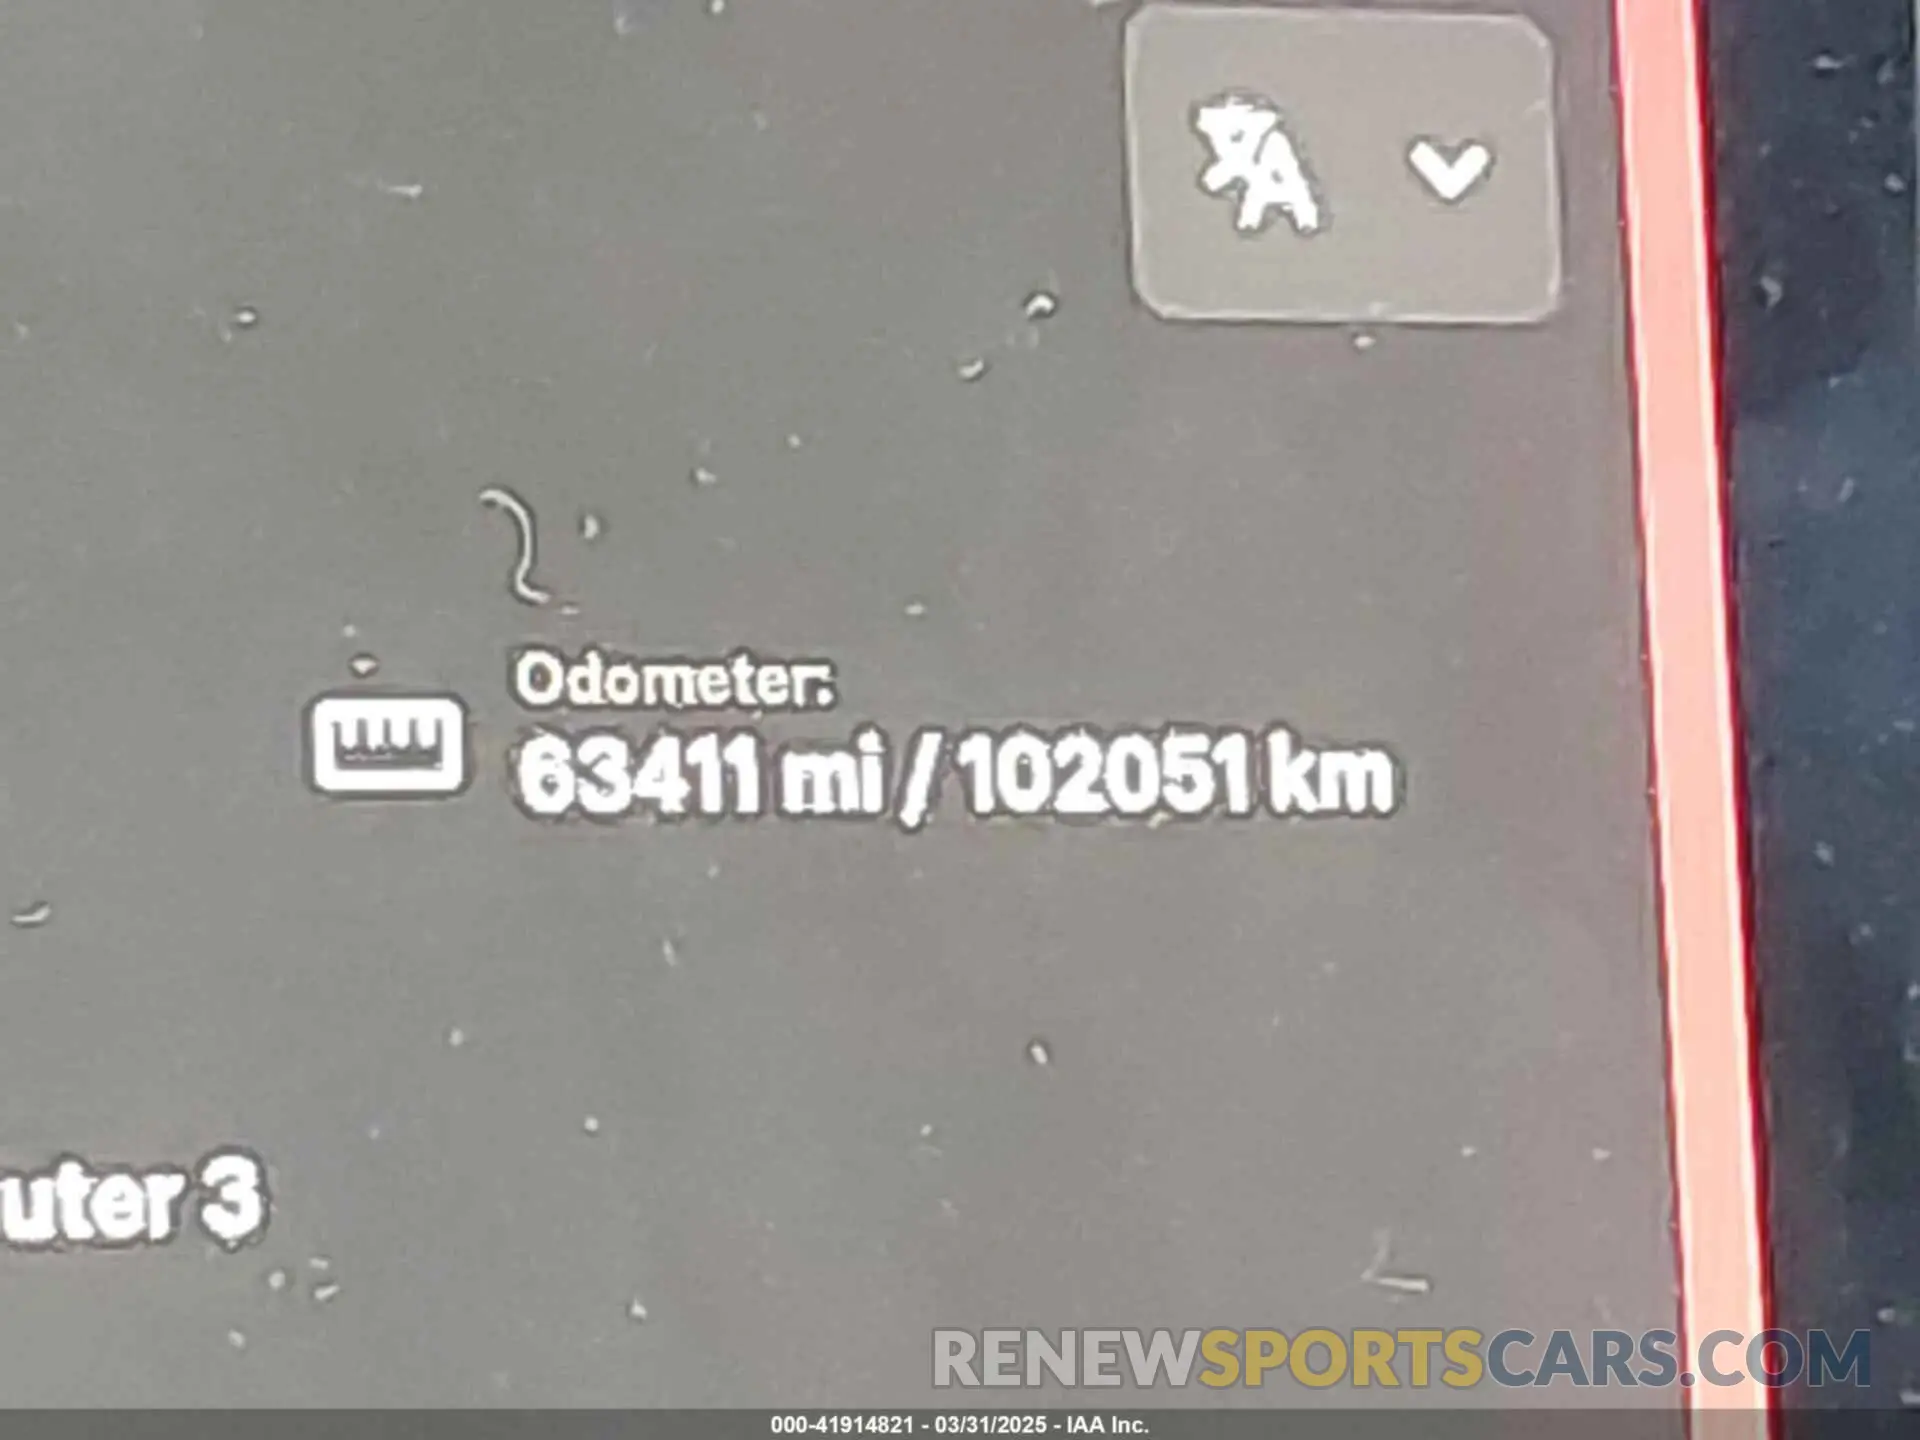 Odometer:
63411 mi / 102051 km
uter 3
RENEWSPORTSCARS.COM
000-41914821 - 03/31/2025 - IAA Inc.